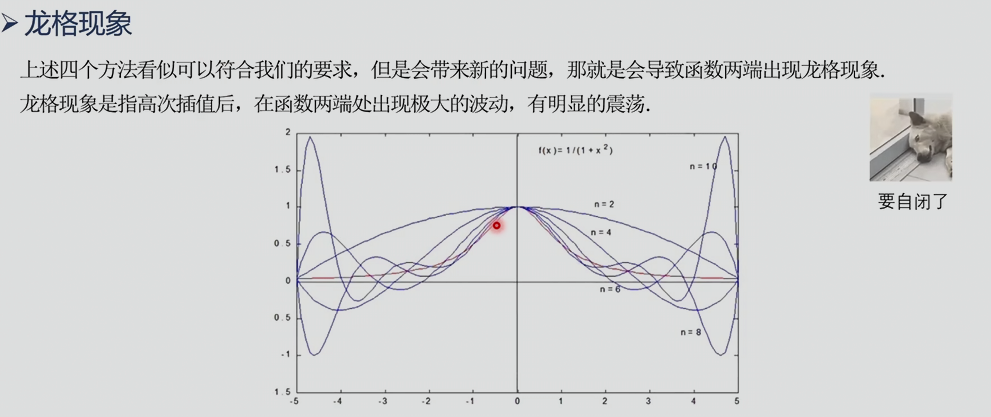 龙格现象
上述四个方法看似可以符合我们的要求，但是会带来新的问题，那就是会导致函数两端出现龙格现象.
龙格现象是指高次插值后，在函数两端处出现极大的波动，有明显的震荡.
要自闭了
f(x)=1/(1+x²)
n=10
n=2
n=4
n=6
n=8
2
1.5
1
0.5
0
0.5
-1
1.5
-5 -4 -3 -2 -1 0 1 2 3 4 5